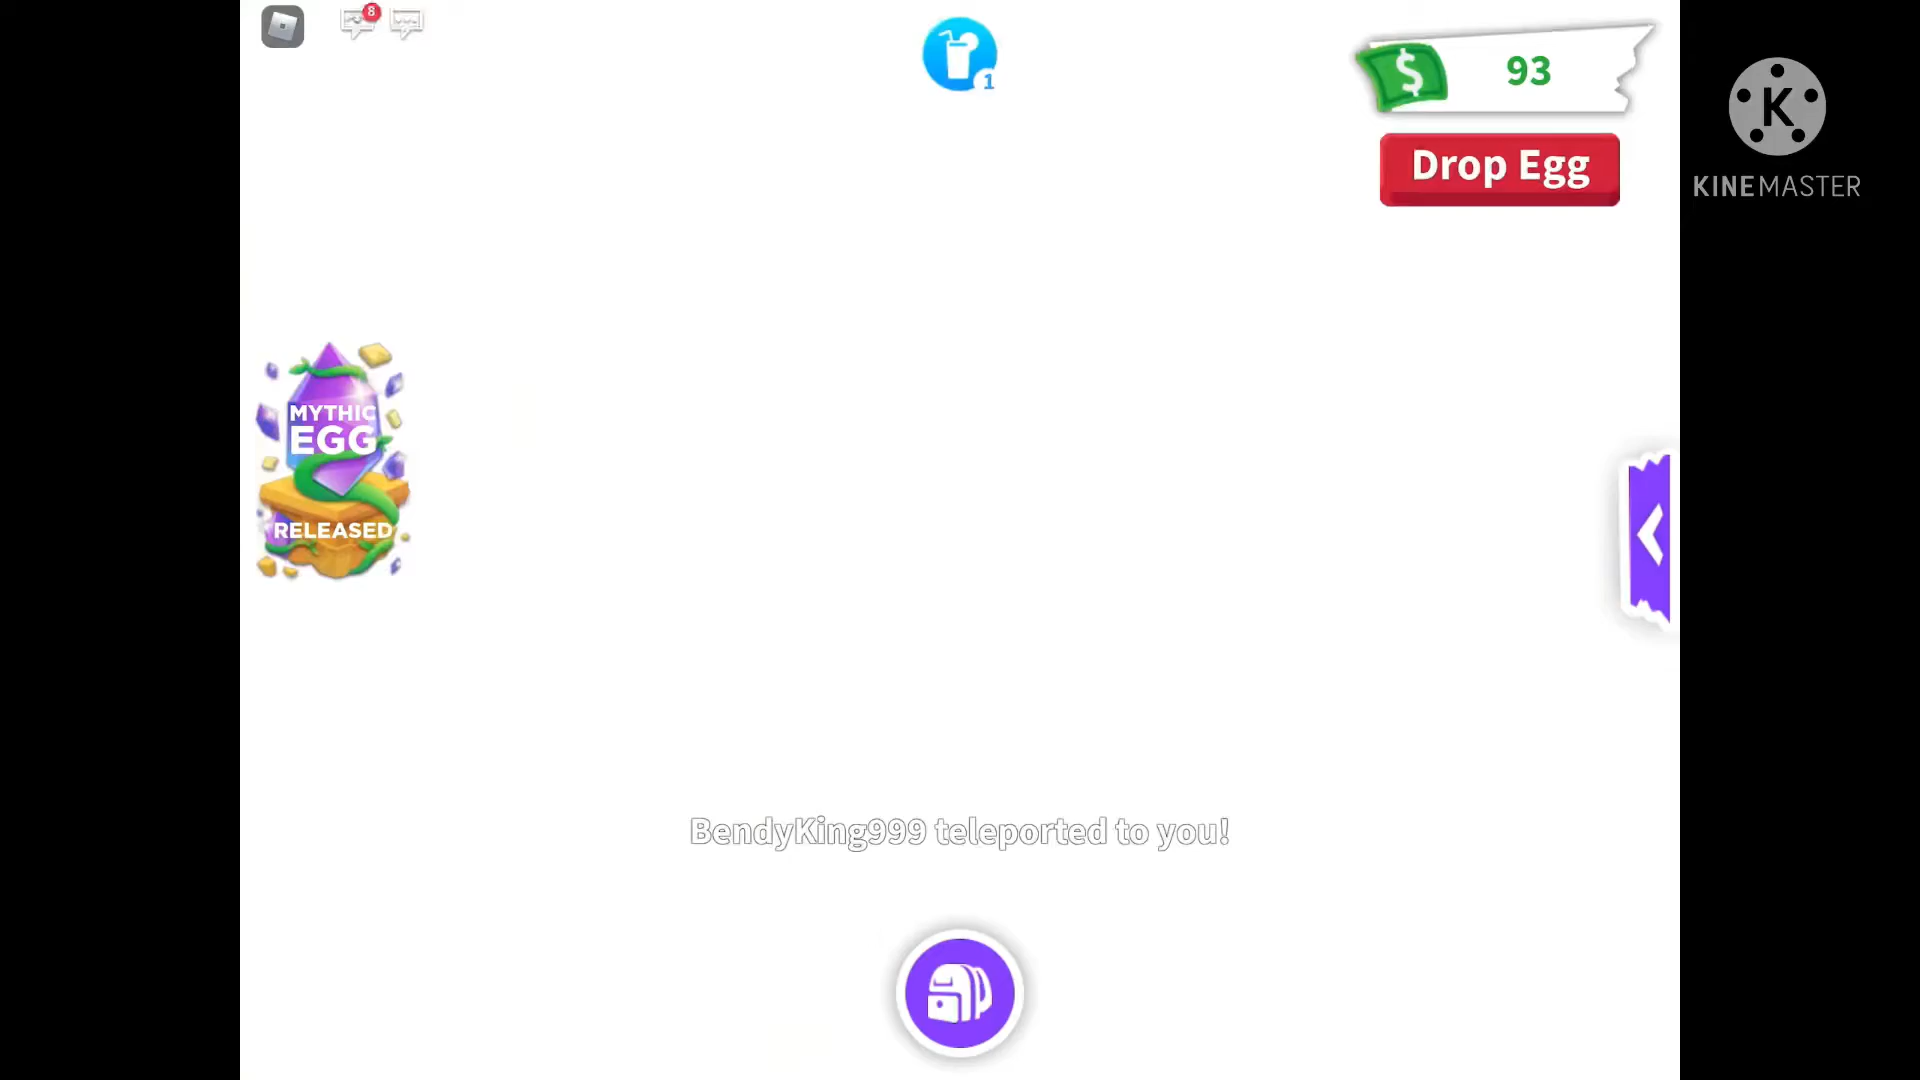 8
1
93
Drop Egg
KINEMASTER
MYTHIC
EGG
RELEASED
BendyKing999 teleported to you!